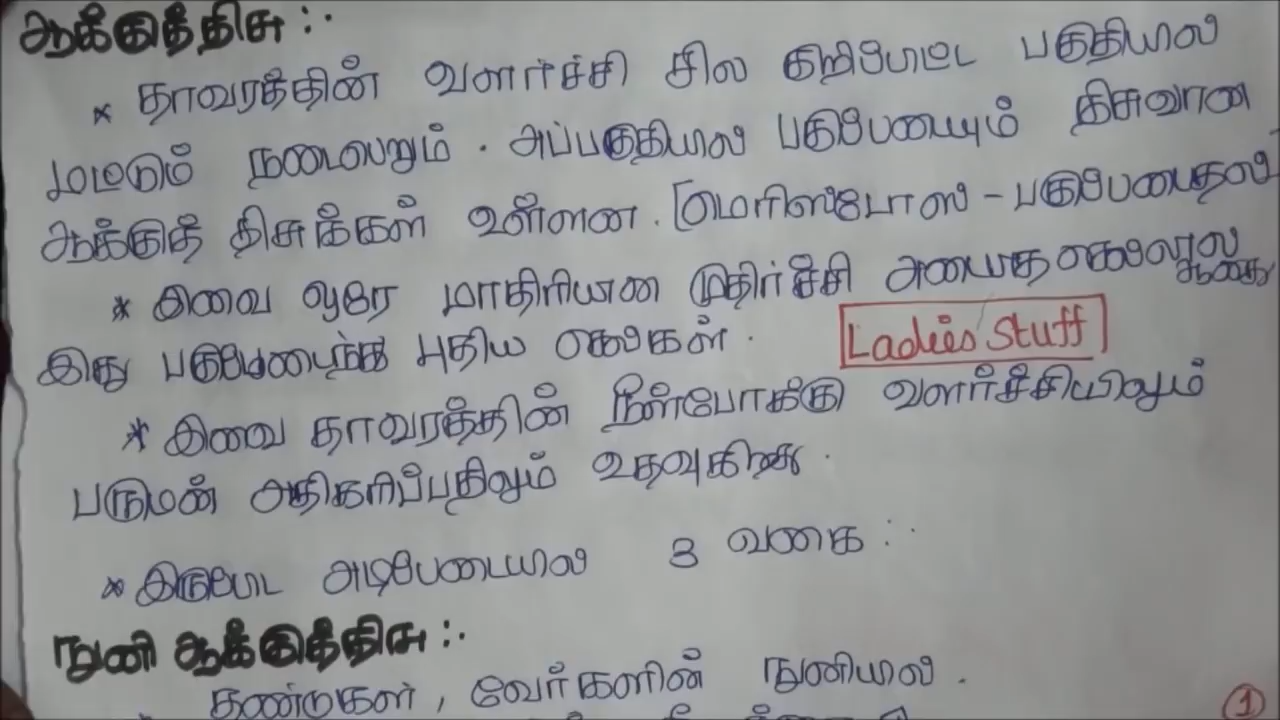 ஆக்குத்திசு :-
* தாவரத்தின் வளர்ச்சி சில குறிப்பிட்ட பகுதியில்
மட்டும் நடைபெறும். அப்பகுதியில் பகுப்படையும் திசுவான
ஆக்குத் திசுக்கள் உள்ளன. [மெரிஸ்டோஸ் - பகுப்படைதல்
* இவை ஒரே மாதிரியான முதிர்ச்சி அடையாத செல்லால் ஆனது
இது பகுப்படைந்து புதிய செல்கள். Ladies Stuff
* இவை தாவரத்தின் நீள்போக்கு வளர்ச்சியிலும்
பருமன் அதிகரிப்பதிலும் உதவுகிறது.
* இருப்பிட அடிப்படையில் 3 வகை :-
நுனி ஆக்குத்திசு :-
தண்டுகள், வேர்களின் நுனியில்.
1